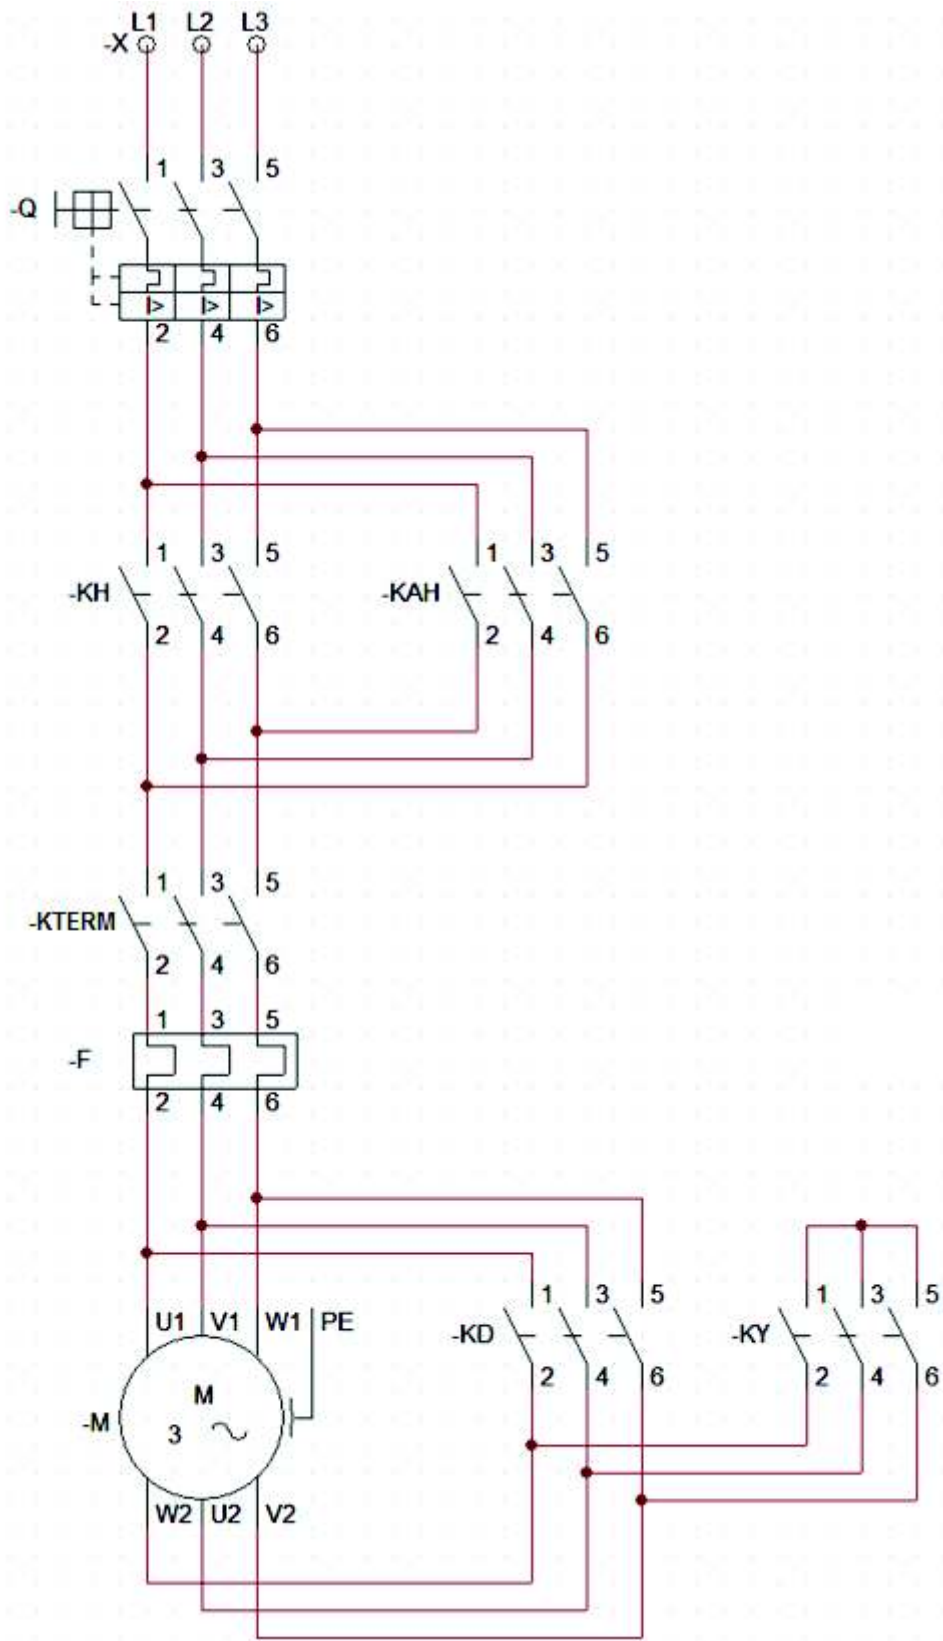 L1 L2 L3
-X
1 3 5
-Q
I> I> I>
2 4 6
1 3 5 1 3 5
-KH -KAH
2 4 6 2 4 6
1 3 5
-KTERM
2 4 6
1 3 5
-F
2 4 6
1 3 5 1 3 5
U1 V1 W1 PE
-KD -KY
2 4 6 2 4 6
M
-M
3 ~
W2 U2 V2